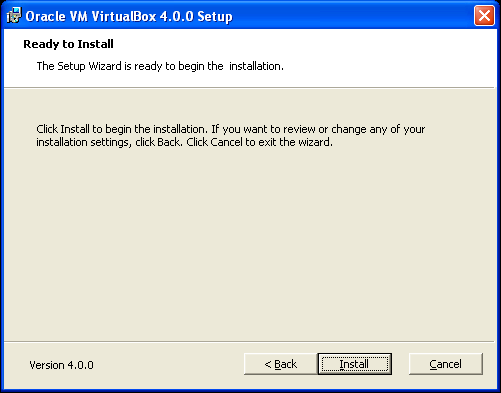 Oracle VM VirtualBox 4.0.0 Setup
Ready to Install
The Setup Wizard is ready to begin the  installation.
Click Install to begin the installation. If you want to review or change any of your
installation settings, click Back. Click Cancel to exit the wizard.
Version 4.0.0 < Back Install Cancel